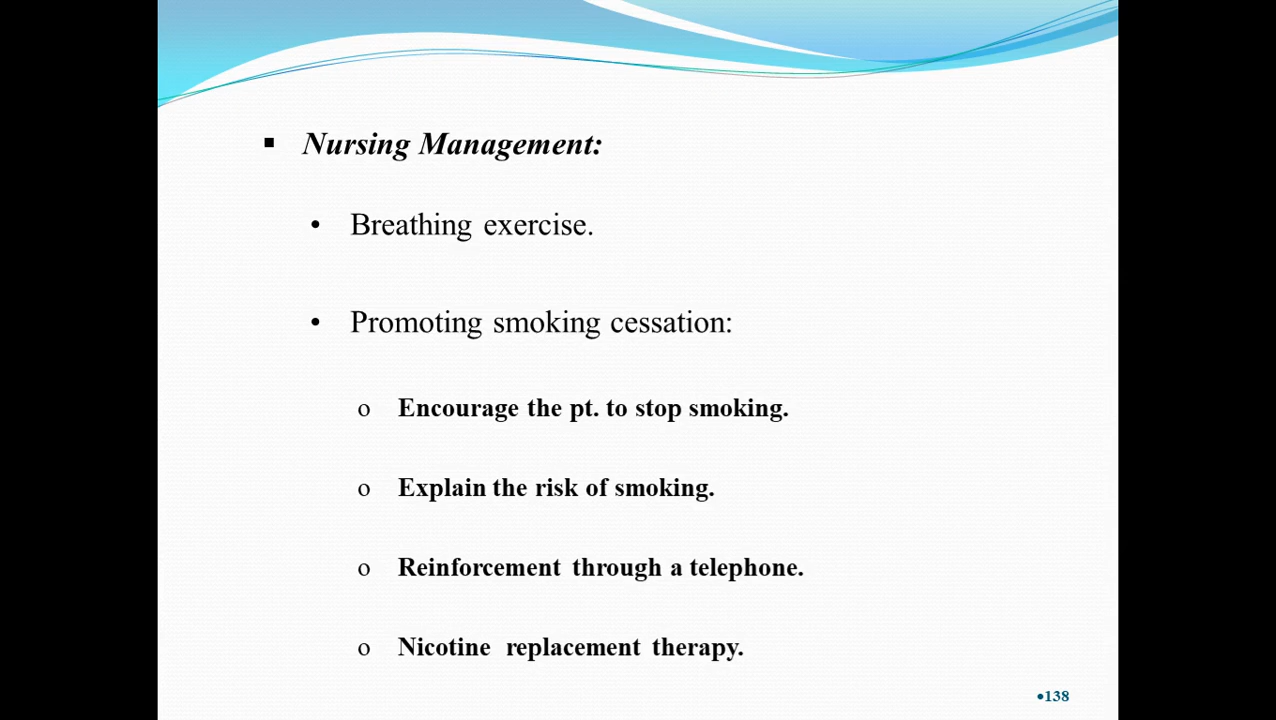 ▪ Nursing Management:
• Breathing exercise.
• Promoting smoking cessation:
o Encourage the pt. to stop smoking.
o Explain the risk of smoking.
o Reinforcement through a telephone.
o Nicotine replacement therapy.
•138